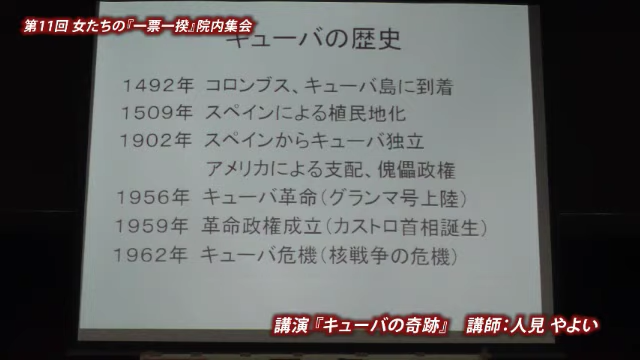 第11回 女たちの『一票一揆』院内集会
キューバの歴史
1492年 コロンブス、キューバ島に到着
1509年 スペインによる植民地化
1902年 スペインからキューバ独立
アメリカによる支配、傀儡政権
1956年 キューバ革命(グランマ号上陸)
1959年 革命政権成立(カストロ首相誕生)
1962年 キューバ危機(核戦争の危機)
講演『キューバの奇跡』 講師:人見 やよい